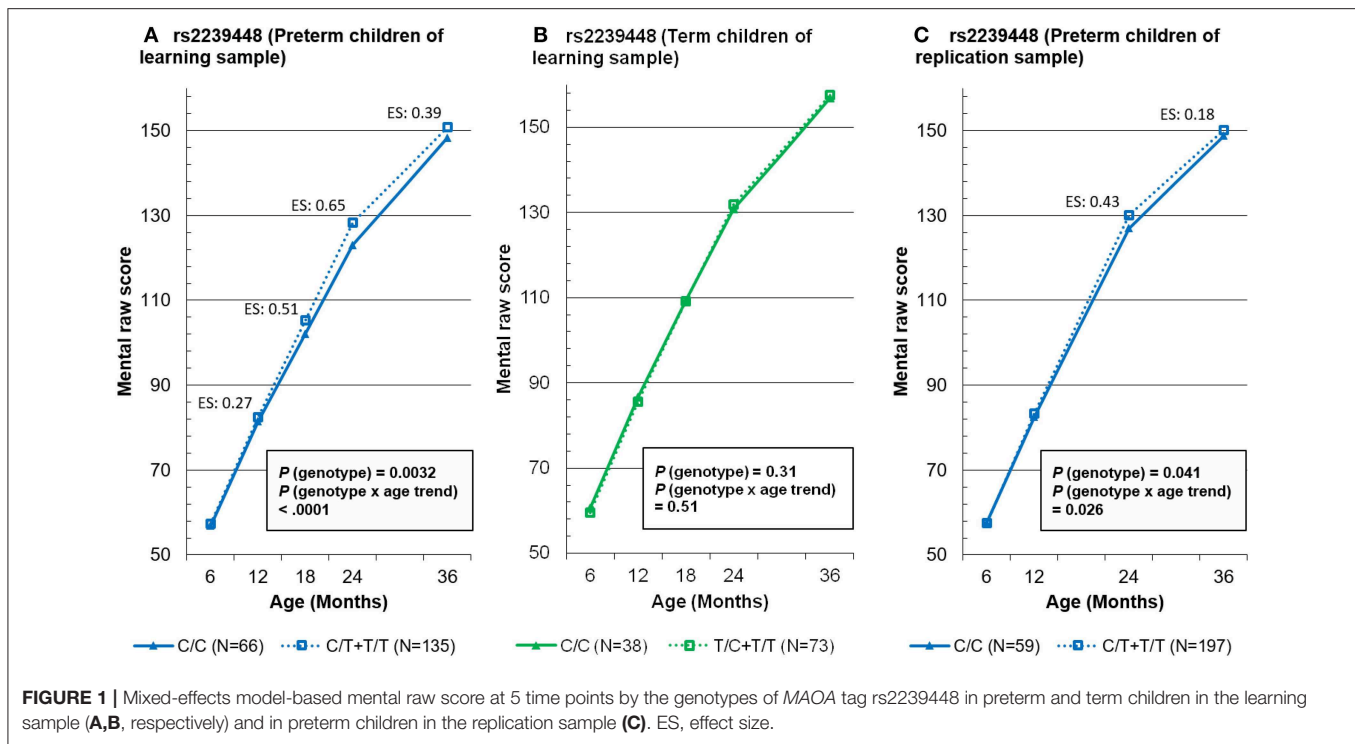 A rs2239448 (Preterm children of
learning sample)
Mental raw score
150
130
110
90
70
50
ES: 0.39
ES: 0.65
ES: 0.51
ES: 0.27
P (genotype) = 0.0032
P (genotype x age trend)
< .0001
6 12 18 24 36
Age (Months)
C/C (N=66) C/T+T/T (N=135)
B rs2239448 (Term children of
learning sample)
Mental raw score
150
130
110
90
70
50
P (genotype) = 0.31
P (genotype x age trend)
= 0.51
6 12 18 24 36
Age (Months)
C/C (N=38) T/C+T/T (N=73)
C rs2239448 (Preterm children of
replication sample)
Mental raw score
150
130
110
90
70
50
ES: 0.18
ES: 0.43
P (genotype) = 0.041
P (genotype x age trend)
= 0.026
6 12 24 36
Age (Months)
C/C (N=59) C/T+T/T (N=197)
FIGURE 1 | Mixed-effects model-based mental raw score at 5 time points by the genotypes of MAOA tag rs2239448 in preterm and term children in the learning
sample (A,B, respectively) and in preterm children in the replication sample (C). ES, effect size.